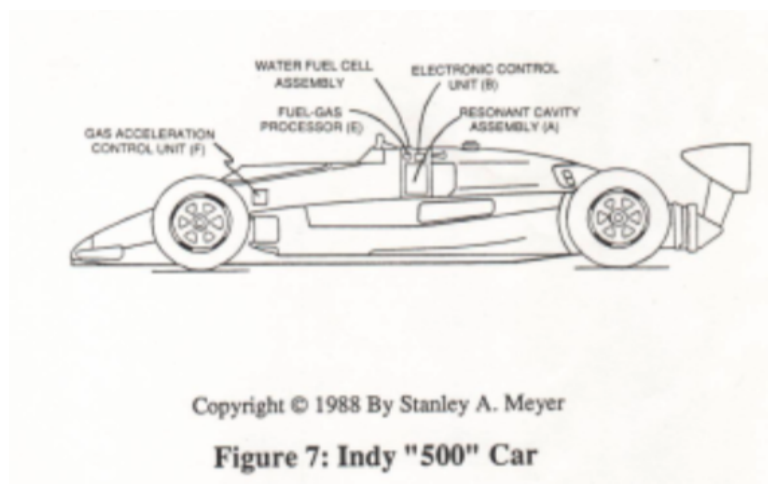 WATER FUEL CELL
ASSEMBLY
ELECTRONIC CONTROL
UNIT (B)
FUEL-GAS
PROCESSOR (E)
RESONANT CAVITY
ASSEMBLY (A)
GAS ACCELERATION
CONTROL UNIT (F)
Copyright © 1988 By Stanley A. Meyer
Figure 7: Indy "500" Car